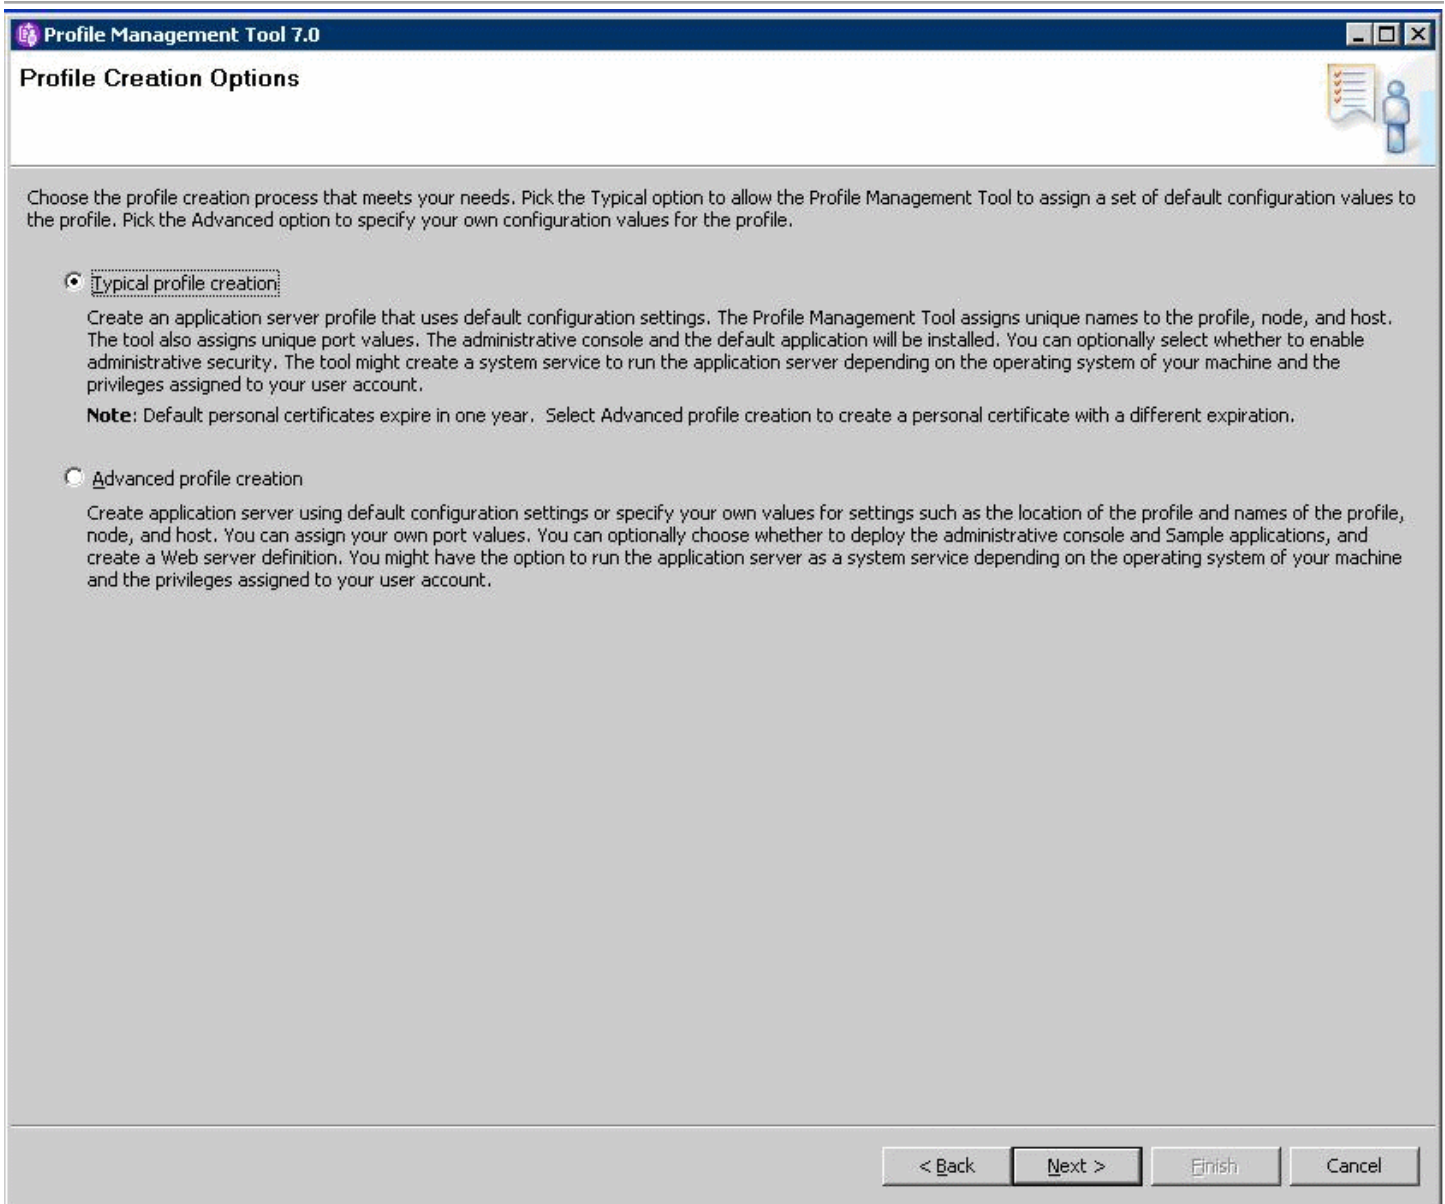 Profile Management Tool 7.0
Profile Creation Options
Choose the profile creation process that meets your needs. Pick the Typical option to allow the Profile Management Tool to assign a set of default configuration values to
the profile. Pick the Advanced option to specify your own configuration values for the profile.
Typical profile creation
Create an application server profile that uses default configuration settings. The Profile Management Tool assigns unique names to the profile, node, and host.
The tool also assigns unique port values. The administrative console and the default application will be installed. You can optionally select whether to enable
administrative security. The tool might create a system service to run the application server depending on the operating system of your machine and the
privileges assigned to your user account.
Note: Default personal certificates expire in one year.  Select Advanced profile creation to create a personal certificate with a different expiration.
Advanced profile creation
Create application server using default configuration settings or specify your own values for settings such as the location of the profile and names of the profile,
node, and host. You can assign your own port values. You can optionally choose whether to deploy the administrative console and Sample applications, and
create a Web server definition. You might have the option to run the application server as a system service depending on the operating system of your machine
and the privileges assigned to your user account.
< Back Next > Finish Cancel